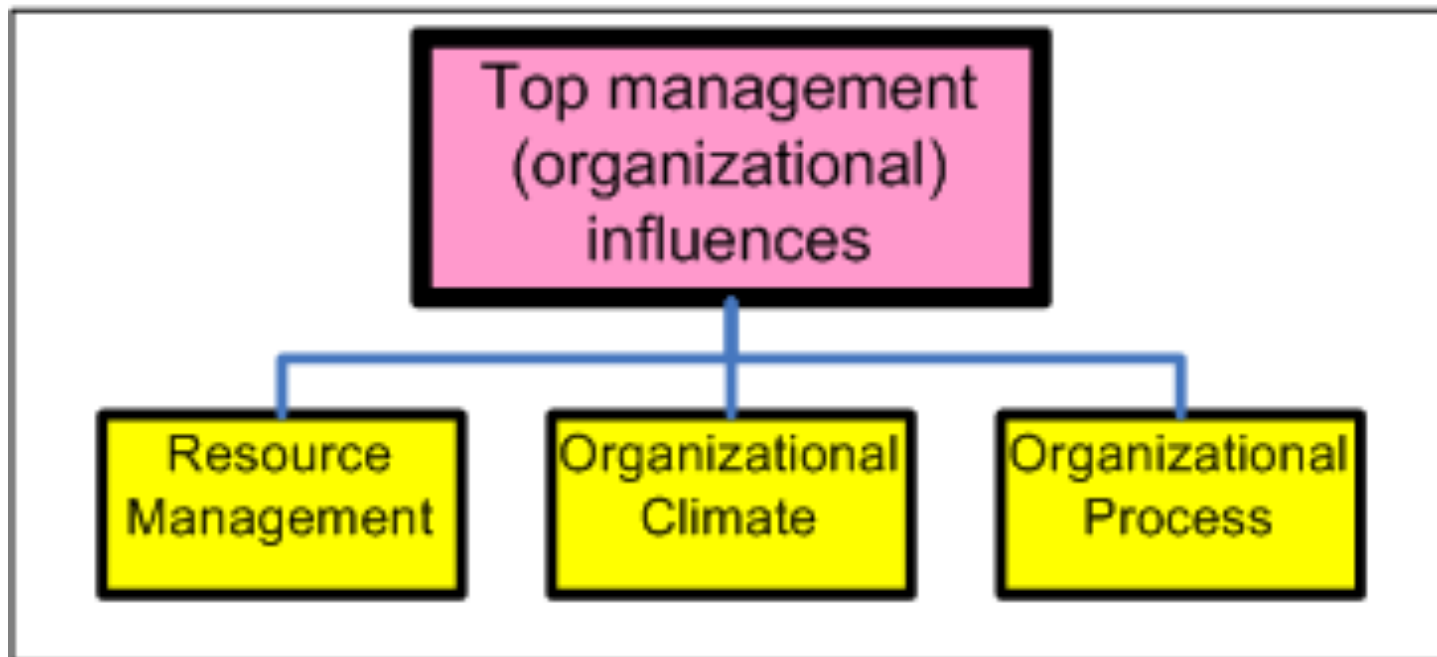 Top management
(organizational)
influences
Resource
Management
Organizational
Climate
Organizational
Process